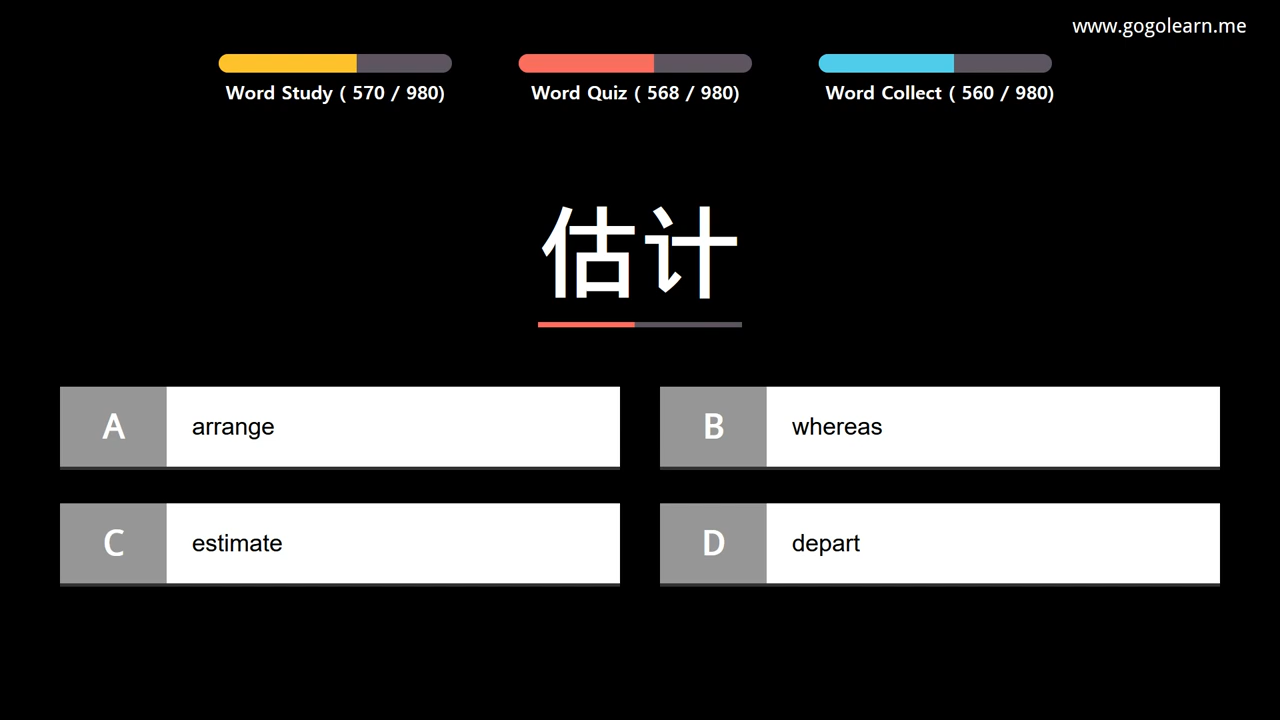 www.gogolearn.me
Word Study ( 570 / 980)
Word Quiz ( 568 / 980)
Word Collect ( 560 / 980)
估计
A
arrange
B
whereas
C
estimate
D
depart